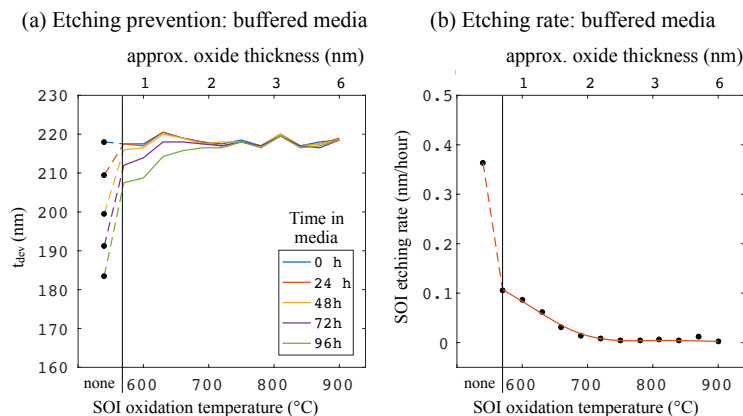 (a) Etching prevention: buffered media
approx. oxide thickness (nm)
1 2 3 6
230
220
210
200
190
180
170
160
t_dev (nm)
Time in
media
0 h
24 h
48h
72h
96h
none 600 700 800 900
SOI oxidation temperature (°C)
(b) Etching rate: buffered media
approx. oxide thickness (nm)
1 2 3 6
0.5
0.4
0.3
0.2
0.1
0
SOI etching rate (nm/hour)
none 600 700 800 900
SOI oxidation temperature (°C)